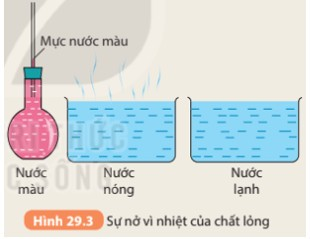 Mực nước màu
Nước
màu
Nước
nóng
Nước
lạnh
Hình 29.3 Sự nở vì nhiệt của chất lỏng